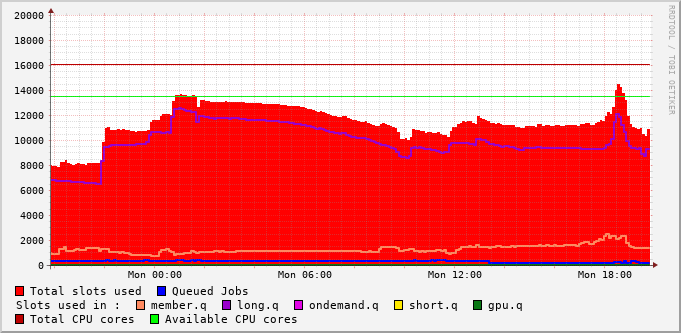 20000
18000
16000
14000
12000
10000
8000
6000
4000
2000
0
Mon 00:00 Mon 06:00 Mon 12:00 Mon 18:00
RRDTOOL / TOBI OETIKER
Total slots used Queued Jobs
Slots used in : member.q long.q ondemand.q short.q gpu.q
Total CPU cores Available CPU cores